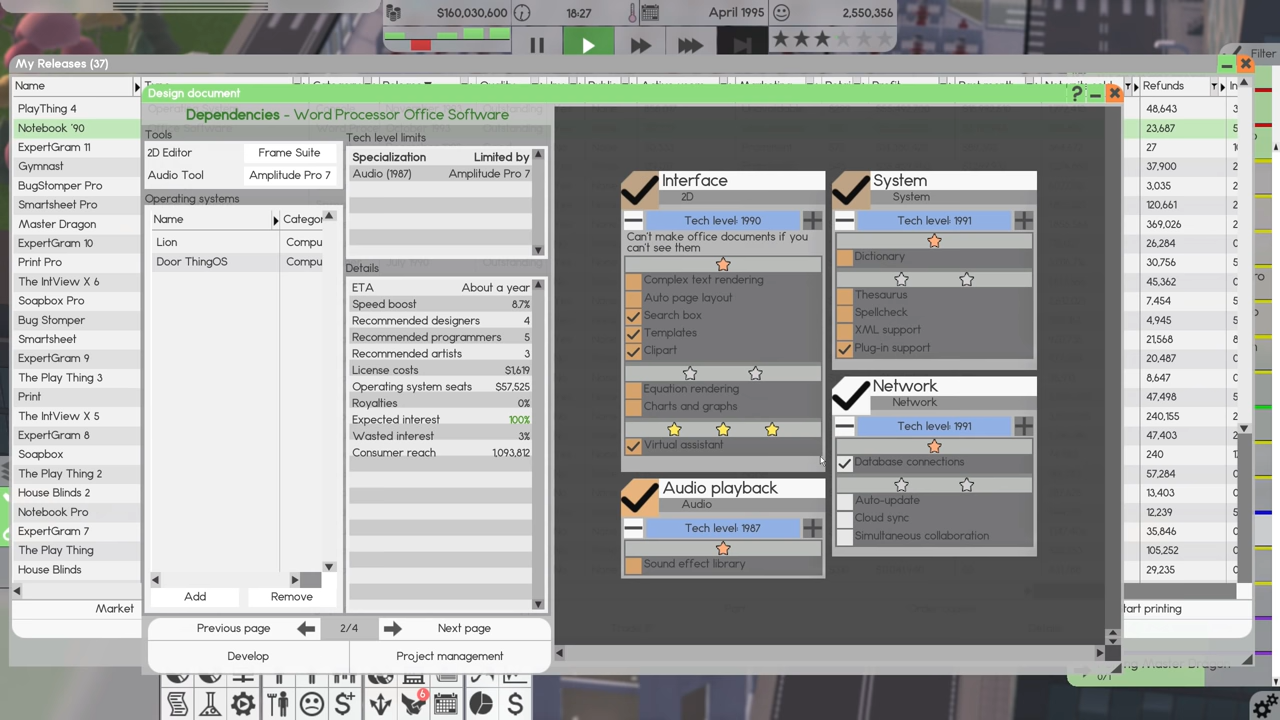 $160,030,600
18:27
April 1995
2,550,356
Filter
My Releases (37)
Name
Refunds
PlayThing 4
Notebook '90
ExpertGram 11
Gymnast
BugStomper Pro
Smartsheet Pro
Master Dragon
ExpertGram 10
Print Pro
The IntView X 6
Soapbox Pro
Bug Stomper
Smartsheet
ExpertGram 9
The Play Thing 3
Print
The IntView X 5
ExpertGram 8
Soapbox
The Play Thing 2
House Blinds 2
Notebook Pro
ExpertGram 7
The Play Thing
House Blinds
Market
Design document
?
Dependencies - Word Processor Office Software
Tools
2D Editor
Frame Suite
Audio Tool
Amplitude Pro 7
Operating systems
Name
Categor
Lion
Compu
Door ThingOS
Compu
Add
Remove
Tech level limits
Specialization
Limited by
Audio (1987)
Amplitude Pro 7
Details
ETA
About a year
Speed boost
8.7%
Recommended designers
4
Recommended programmers
5
Recommended artists
3
License costs
$1,619
Operating system seats
$57,525
Royalties
0%
Expected interest
100%
Wasted interest
3%
Consumer reach
1,093,812
Previous page
2/4
Next page
Develop
Project management
Interface
2D
Tech level: 1990
Can't make office documents if you
can't see them
Complex text rendering
Auto page layout
Search box
Templates
Clipart
Equation rendering
Charts and graphs
Virtual assistant
Audio playback
Audio
Tech level: 1987
Sound effect library
System
System
Tech level: 1991
Dictionary
Thesaurus
Spellcheck
XML support
Plug-in support
Network
Network
Tech level: 1991
Database connections
Auto-update
Cloud sync
Simultaneous collaboration
48,643
23,687
27
37,900
3,035
120,661
369,026
26,284
30,756
45,362
7,454
4,945
21,568
20,487
8,647
47,498
240,155
47,403
240
57,284
13,403
12,239
35,846
105,252
29,235
tart printing
Master Dragon
0/1
6